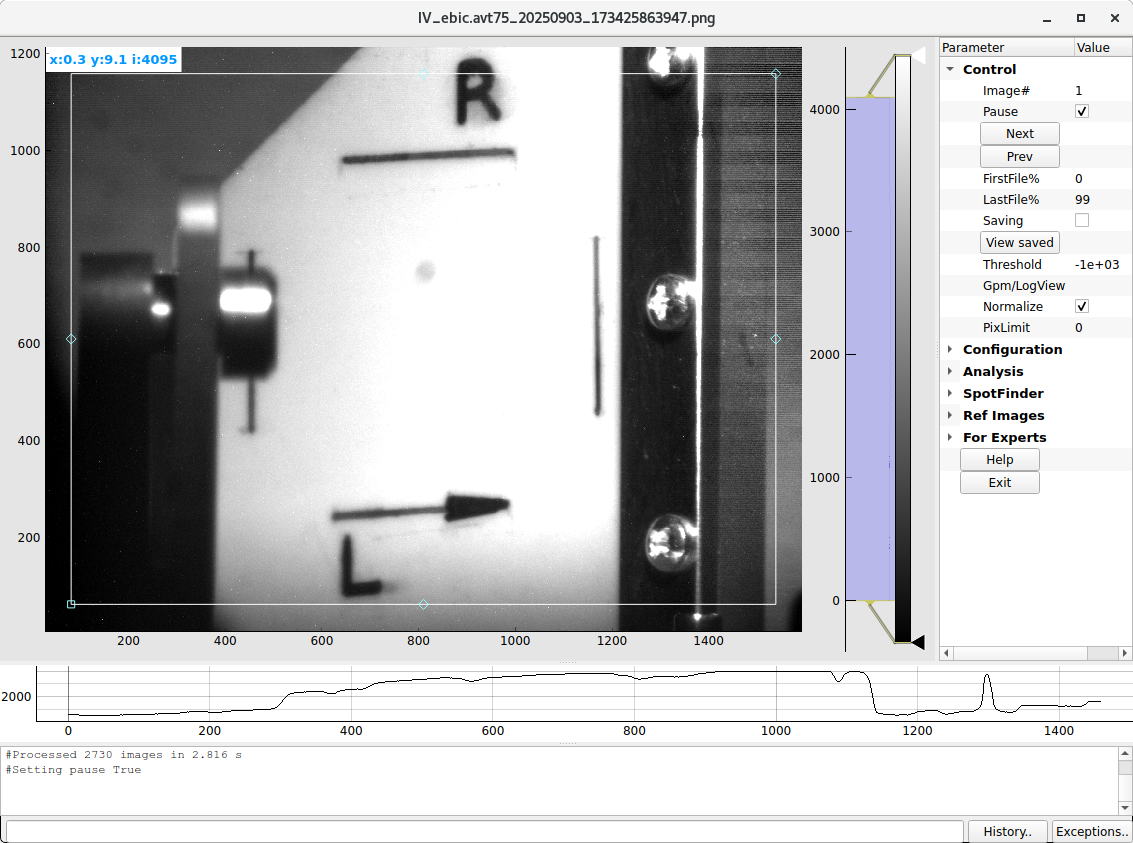 IV_ebic.avt75_20250903_173425863947.png
x:0.3 y:9.1 i:4095
1200
1000
800
600
400
200
200 400 600 800 1000 1200 1400
R
L
4000
3000
2000
1000
0
Parameter Value
Control
Image# 1
Pause
Next
Prev
FirstFile% 0
LastFile% 99
Saving
View saved
Threshold -1e+03
Gpm/LogView
Normalize
PixLimit 0
Configuration
Analysis
SpotFinder
Ref Images
For Experts
Help
Exit
2000
0 200 400 600 800 1000 1200 1400
#Processed 2730 images in 2.816 s
#Setting pause True
History.. Exceptions..